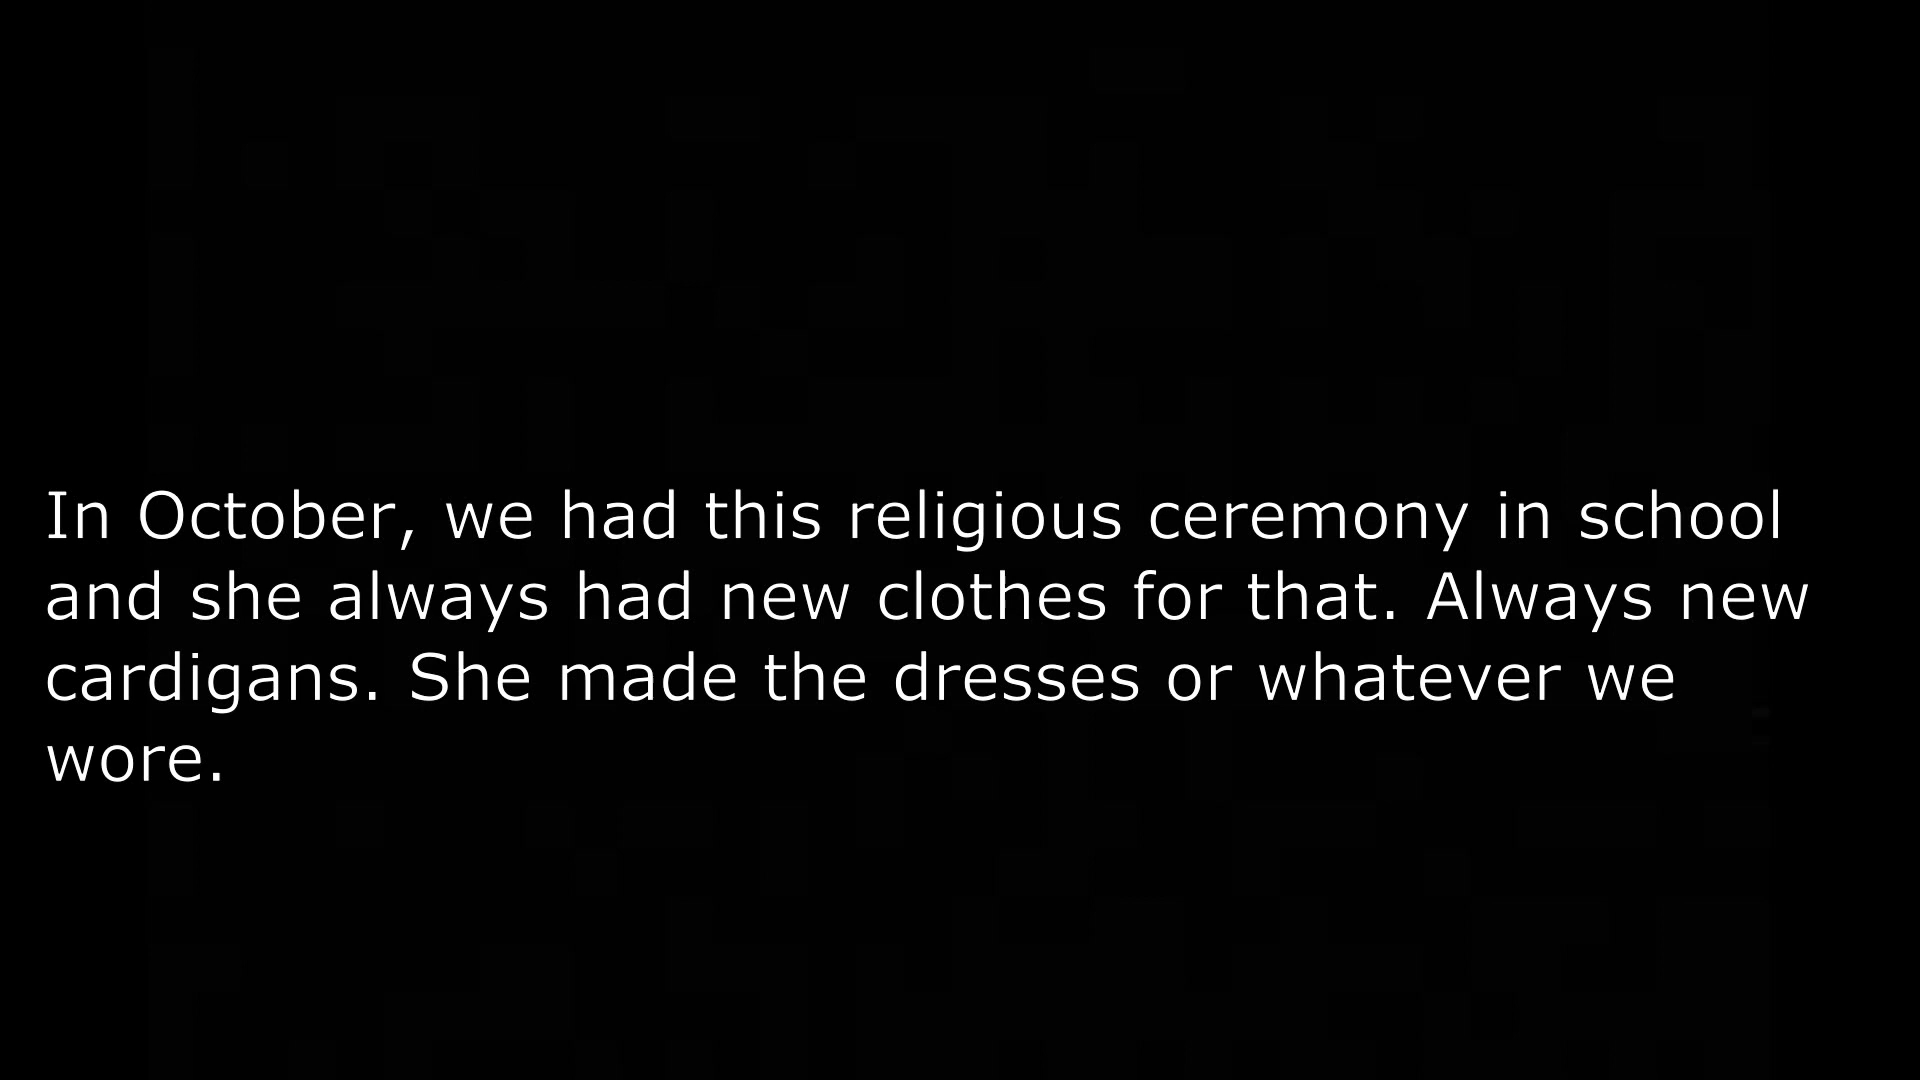 In October, we had this religious ceremony in school
and she always had new clothes for that. Always new
cardigans. She made the dresses or whatever we
wore.